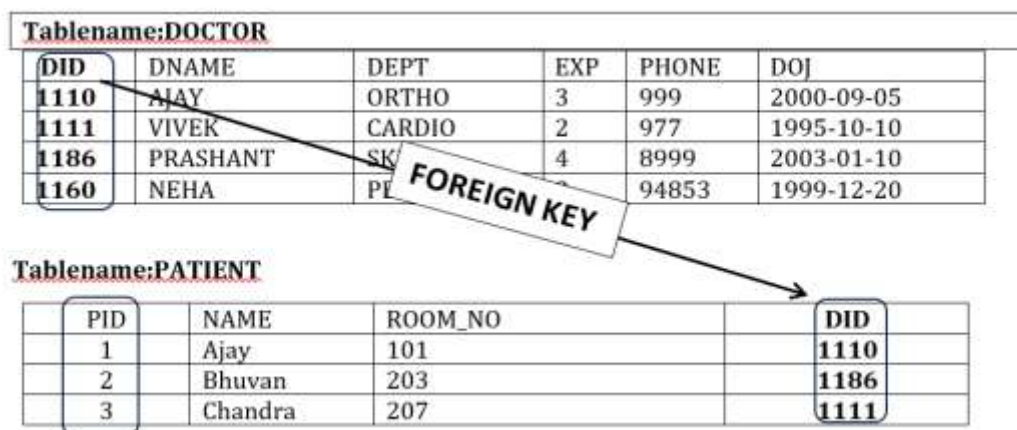 Tablename:DOCTOR
DID DNAME DEPT EXP PHONE DOJ
1110 AJAY ORTHO 3 999 2000-09-05
1111 VIVEK CARDIO 2 977 1995-10-10
1186 PRASHANT 4 8999 2003-01-10
1160 NEHA 94853 1999-12-20
FOREIGN KEY
Tablename:PATIENT
PID NAME ROOM_NO DID
1 Ajay 101 1110
2 Bhuvan 203 1186
3 Chandra 207 1111